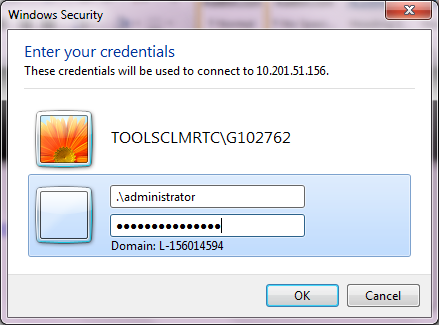 Windows Security
Enter your credentials
These credentials will be used to connect to 10.201.51.156.
TOOLSCLMRTC\G102762
.\administrator
●●●●●●●●●●●●●●●
Domain: L-156014594
OK
Cancel